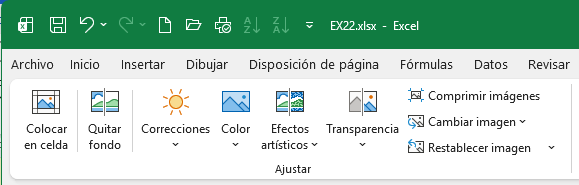 EX22.xlsx - Excel
Archivo Inicio Insertar Dibujar Disposición de página Fórmulas Datos Revisar
Colocar en celda
Quitar fondo
Correcciones
Color
Efectos artísticos
Transparencia
Comprimir imágenes
Cambiar imagen
Restablecer imagen
Ajustar